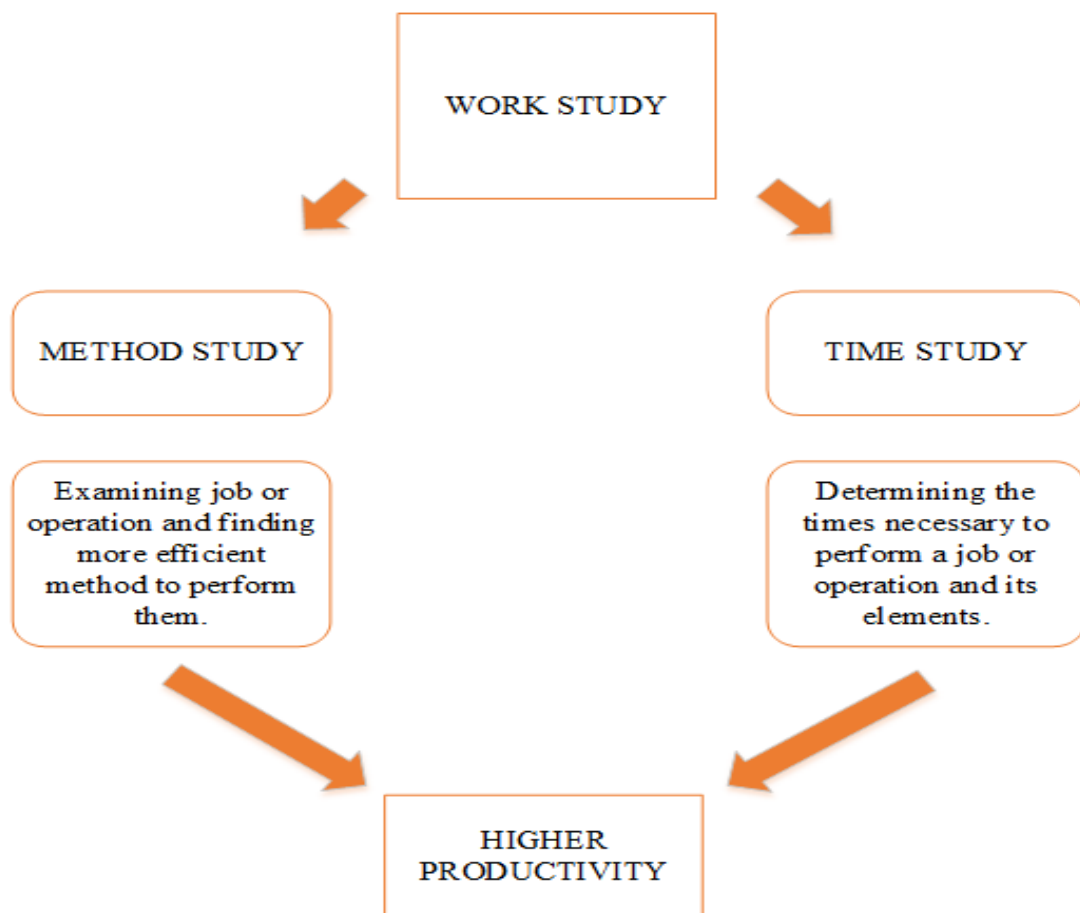 WORK STUDY
METHOD STUDY
Examining job or
operation and finding
more efficient
method to perform
them.
TIME STUDY
Determining the
times necessary to
perform a job or
operation and its
elements.
HIGHER
PRODUCTIVITY